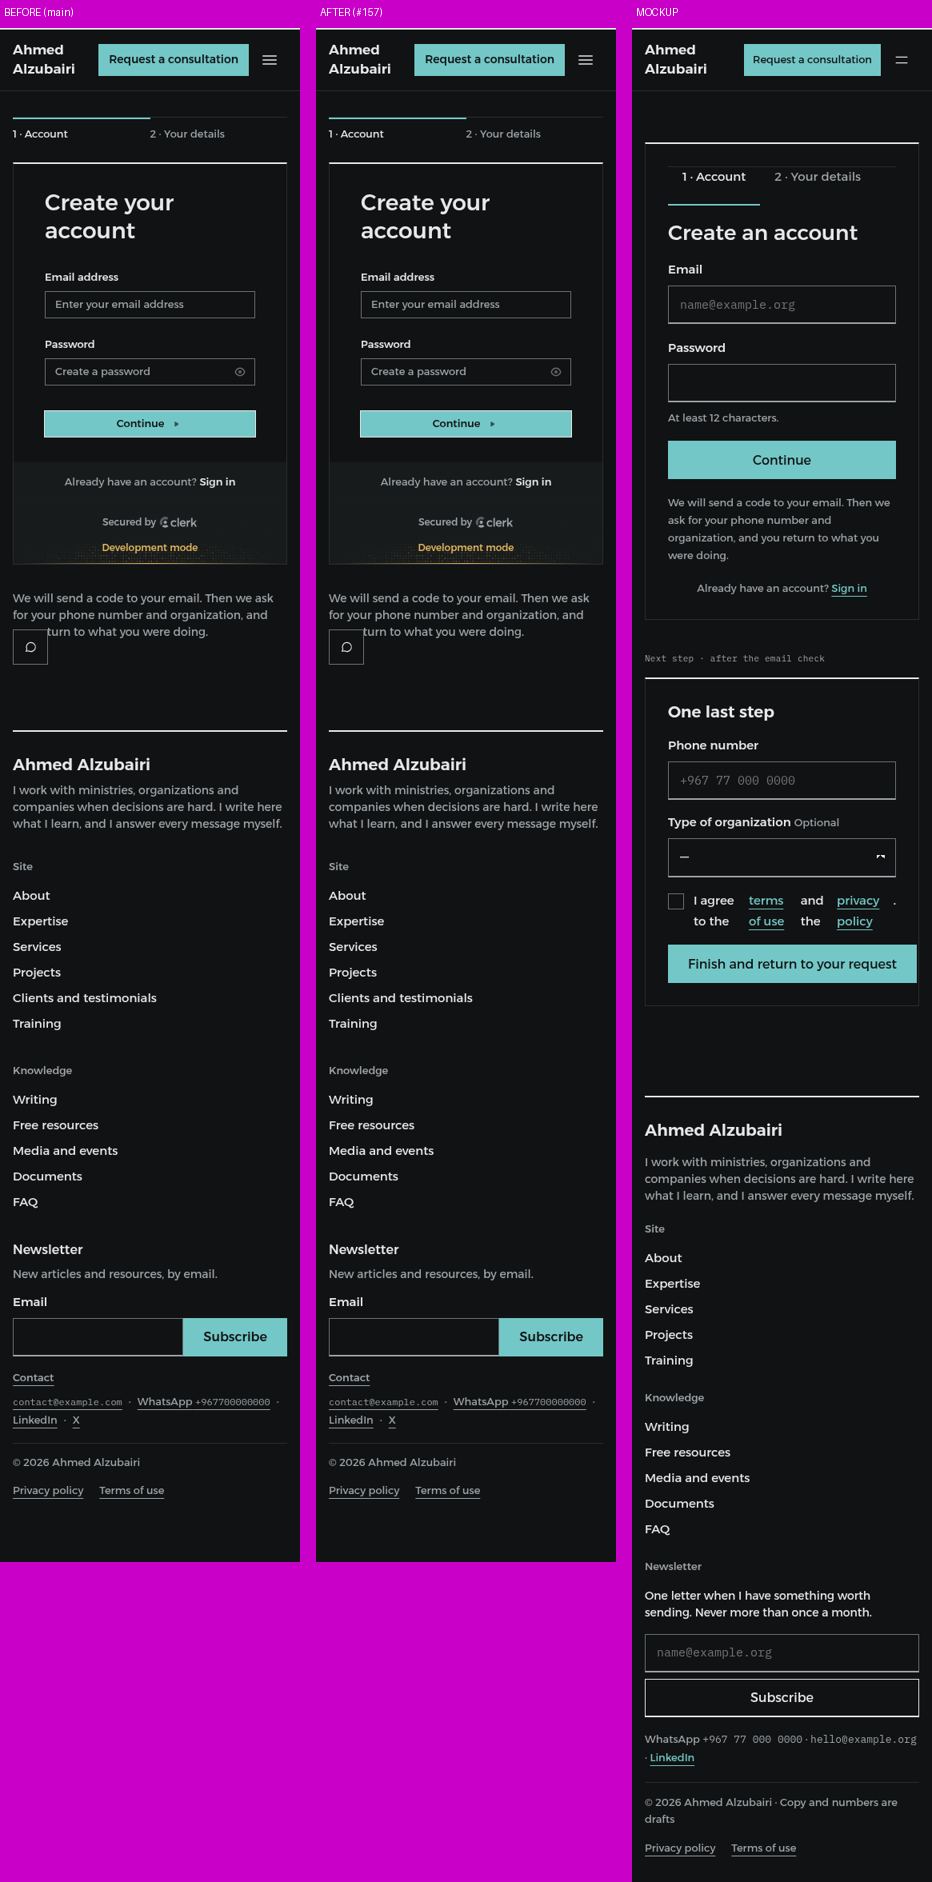 BEFORE (main)
Ahmed
Alzubairi
Request a consultation
1 · Account
2 · Your details
Create your
account
Email address
Enter your email address
Password
Create a password
Continue
Already have an account? Sign in
Secured by clerk
Development mode
We will send a code to your email. Then we ask
for your phone number and organization, and
turn to what you were doing.
Ahmed Alzubairi
I work with ministries, organizations and
companies when decisions are hard. I write here
what I learn, and I answer every message myself.
Site
About
Expertise
Services
Projects
Clients and testimonials
Training
Knowledge
Writing
Free resources
Media and events
Documents
FAQ
Newsletter
New articles and resources, by email.
Email
Subscribe
Contact
contact@example.com · WhatsApp +967700000000 ·
LinkedIn · X
© 2026 Ahmed Alzubairi
Privacy policy
Terms of use
AFTER (#157)
Ahmed
Alzubairi
Request a consultation
1 · Account
2 · Your details
Create your
account
Email address
Enter your email address
Password
Create a password
Continue
Already have an account? Sign in
Secured by clerk
Development mode
We will send a code to your email. Then we ask
for your phone number and organization, and
turn to what you were doing.
Ahmed Alzubairi
I work with ministries, organizations and
companies when decisions are hard. I write here
what I learn, and I answer every message myself.
Site
About
Expertise
Services
Projects
Clients and testimonials
Training
Knowledge
Writing
Free resources
Media and events
Documents
FAQ
Newsletter
New articles and resources, by email.
Email
Subscribe
Contact
contact@example.com · WhatsApp +967700000000 ·
LinkedIn · X
© 2026 Ahmed Alzubairi
Privacy policy
Terms of use
MOCKUP
Ahmed
Alzubairi
Request a consultation
1 · Account
2 · Your details
Create an account
Email
name@example.org
Password
At least 12 characters.
Continue
We will send a code to your email. Then we
ask for your phone number and
organization, and you return to what you
were doing.
Already have an account? Sign in
Next step · after the email check
One last step
Phone number
+967 77 000 0000
Type of organization Optional
—
I agree terms and privacy .
to the of use the policy
Finish and return to your request
Ahmed Alzubairi
I work with ministries, organizations and
companies when decisions are hard. I write here
what I learn, and I answer every message myself.
Site
About
Expertise
Services
Projects
Training
Knowledge
Writing
Free resources
Media and events
Documents
FAQ
Newsletter
One letter when I have something worth
sending. Never more than once a month.
name@example.org
Subscribe
WhatsApp +967 77 000 0000 · hello@example.org
· LinkedIn
© 2026 Ahmed Alzubairi · Copy and numbers are
drafts
Privacy policy
Terms of use